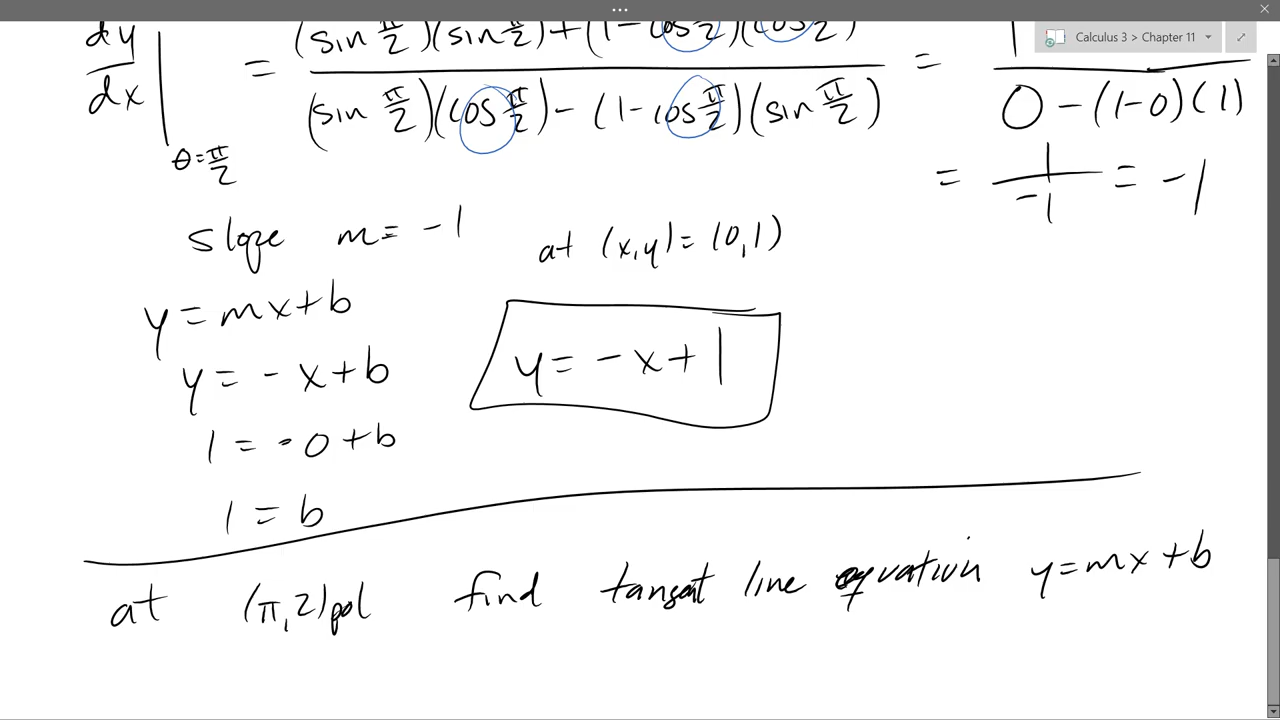 Calculus 3 > Chapter 11
dy/dx | θ=π/2 = (sin π/2)(sin π/2)+(1-cos π/2)(cos π/2) / (sin π/2)(cos π/2) - (1-cos π/2)(sin π/2) = 1 / 0-(1-0)(1)
= 1/-1 = -1
slope m = -1 at (x,y) = (0,1)
y = mx+b
y = -x+b
y = -x+1
1 = -0+b
1 = b
at (π,2)pol find tangent line equation y=mx+b